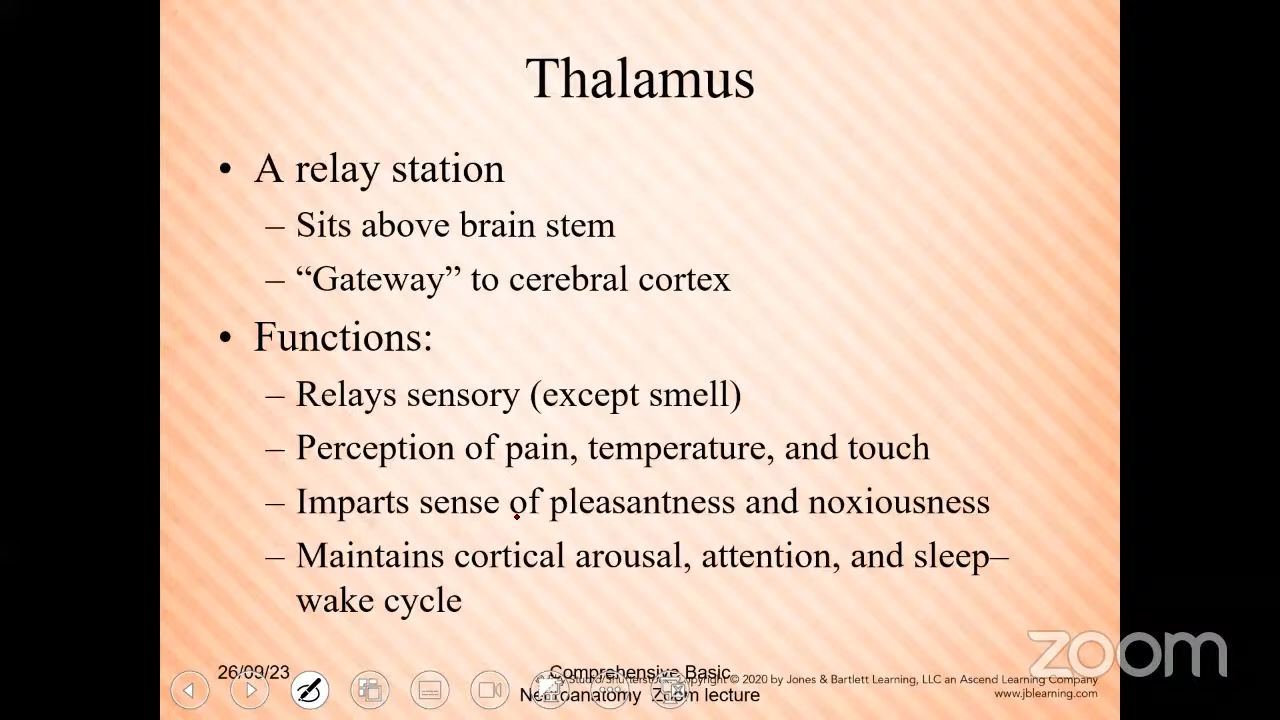 Thalamus
• A relay station
– Sits above brain stem
– “Gateway” to cerebral cortex
• Functions:
– Relays sensory (except smell)
– Perception of pain, temperature, and touch
– Imparts sense of pleasantness and noxiousness
– Maintains cortical arousal, attention, and sleep–
wake cycle
zoom
26/09/23
Comprehensive Basic
Neuroanatomy Zoom lecture
Copyright © 2020 by Jones & Bartlett Learning, LLC an Ascend Learning Company
www.jblearning.com